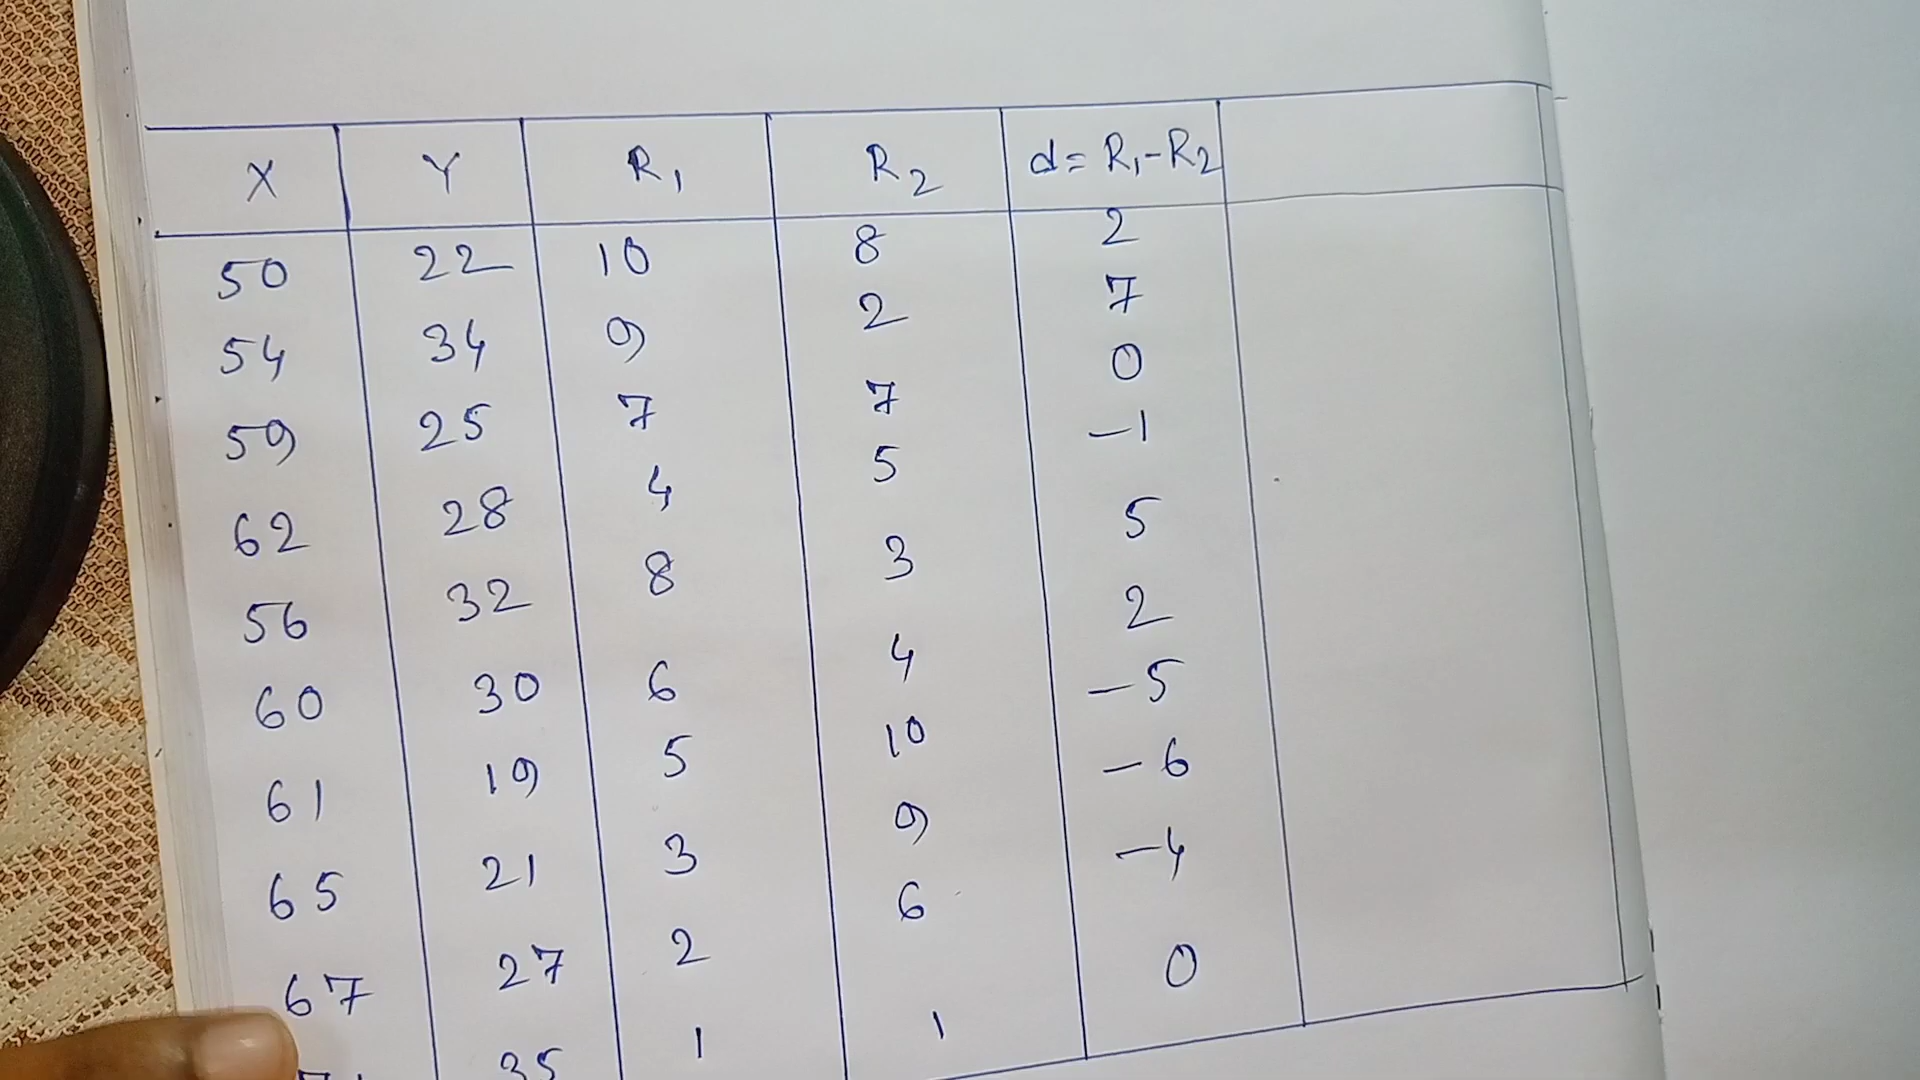 X Y R1 R2 d= R1-R2
50 22 10 8 2
54 34 9 2 7
59 25 7 7 0
62 28 4 5 -1
56 32 8 3 5
60 30 6 4 2
61 19 5 10 -5
65 21 3 9 -6
67 27 2 6 -4
35 1 1 0